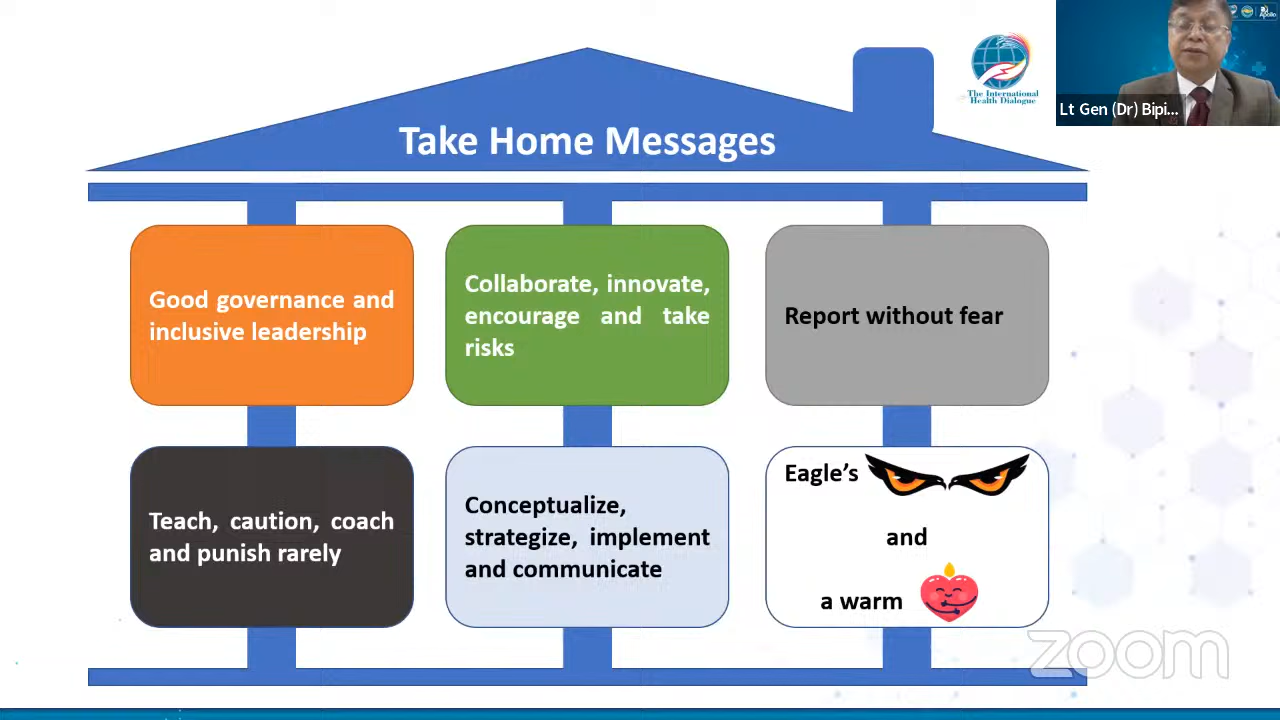 Take Home Messages
The International
Health Dialogue
Apollo
Lt Gen (Dr) Bipi...
Good governance and
inclusive leadership
Collaborate, innovate,
encourage and take
risks
Report without fear
Teach, caution, coach
and punish rarely
Conceptualize,
strategize, implement
and communicate
Eagle's
and
a warm
zoom